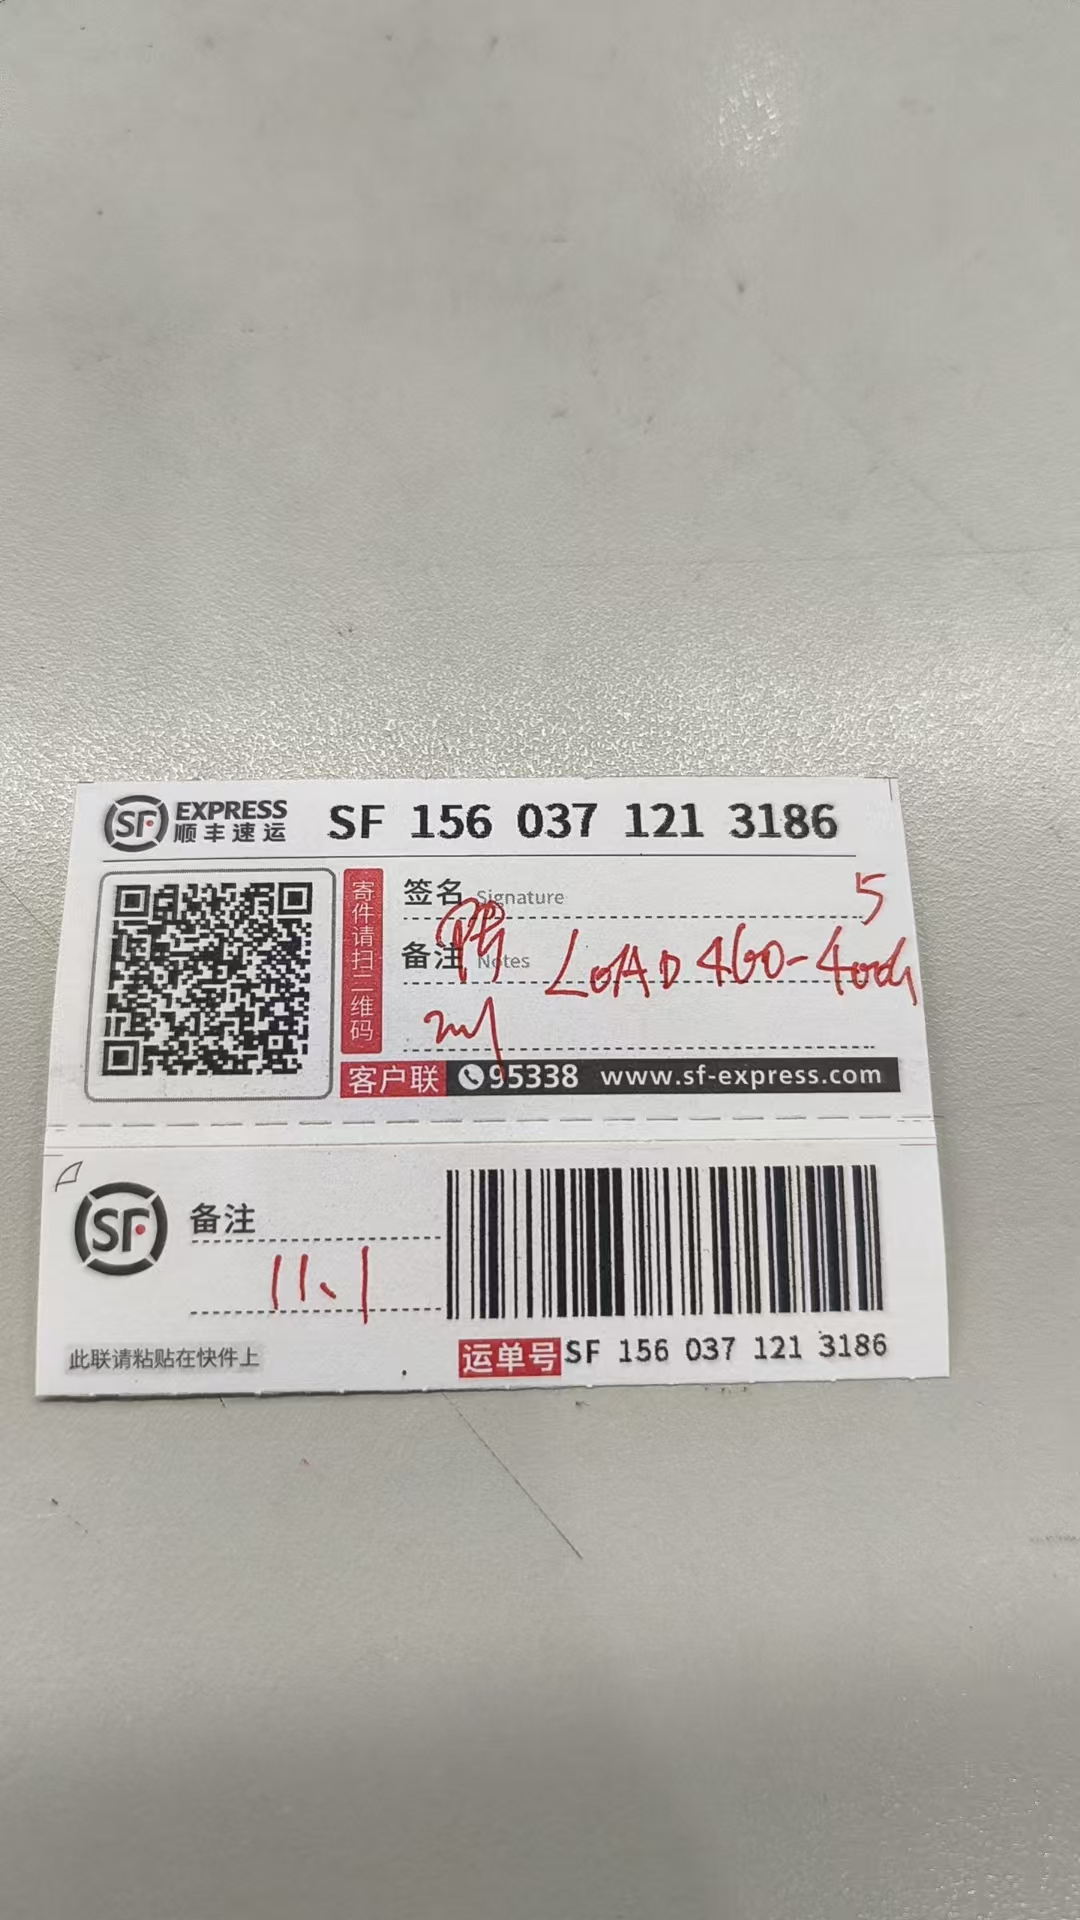 SF EXPRESS
顺丰速运
SF 156 037 121 3186
寄件请扫二维码
签名 Signature
5
备注 Notes
LOAD 460-400
客户联 95338 www.sf-express.com
SF
备注
11.1
此联请粘贴在快件上
运单号 SF 156 037 121 3186